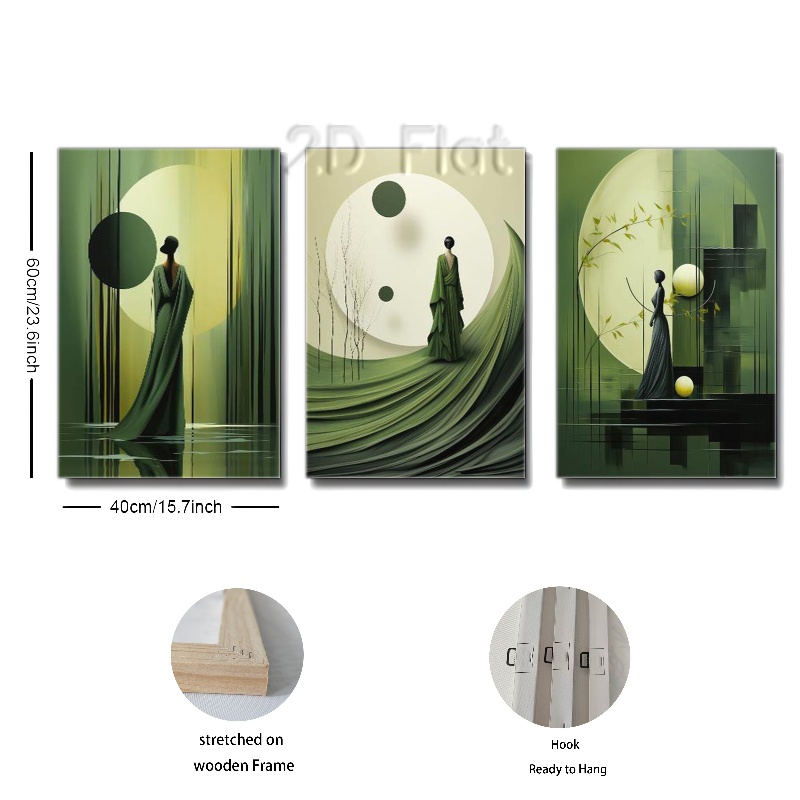 2D Flat
60cm/23.6inch
40cm/15.7inch
stretched on
wooden Frame
Hook
Ready to Hang